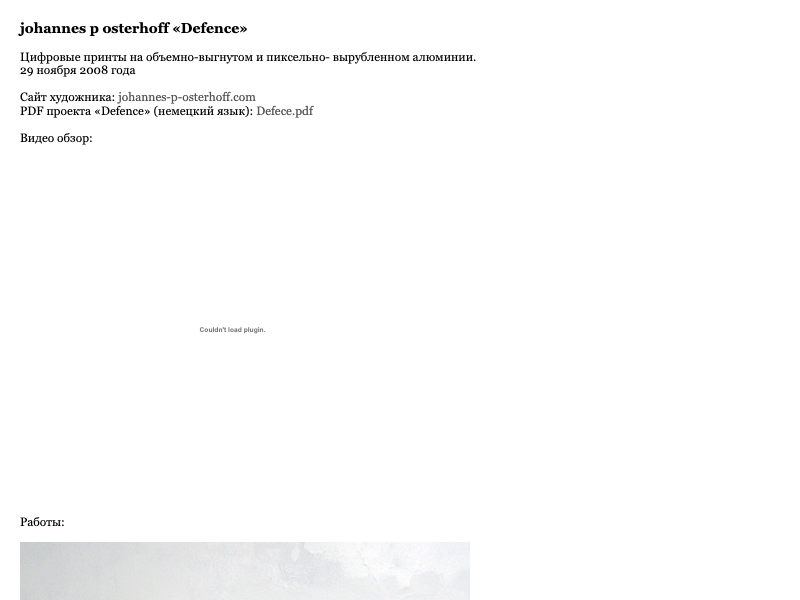 johannes p osterhoff «Defence»
Цифровые принты на объемно-выгнутом и пиксельно- вырубленном алюминии.
29 ноября 2008 года
Сайт художника: johannes-p-osterhoff.com
PDF проекта «Defence» (немецкий язык): Defece.pdf
Видео обзор:
Couldn't load plugin.
Работы: